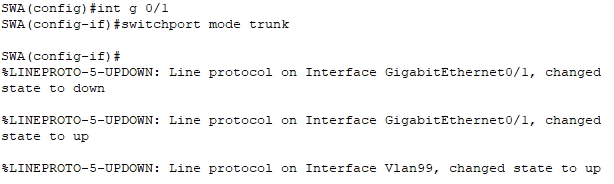 SWA(config)#int g 0/1
SWA(config-if)#switchport mode trunk
SWA(config-if)#
%LINEPROTO-5-UPDOWN: Line protocol on Interface GigabitEthernet0/1, changed
state to down
%LINEPROTO-5-UPDOWN: Line protocol on Interface GigabitEthernet0/1, changed
state to up
%LINEPROTO-5-UPDOWN: Line protocol on Interface Vlan99, changed state to up